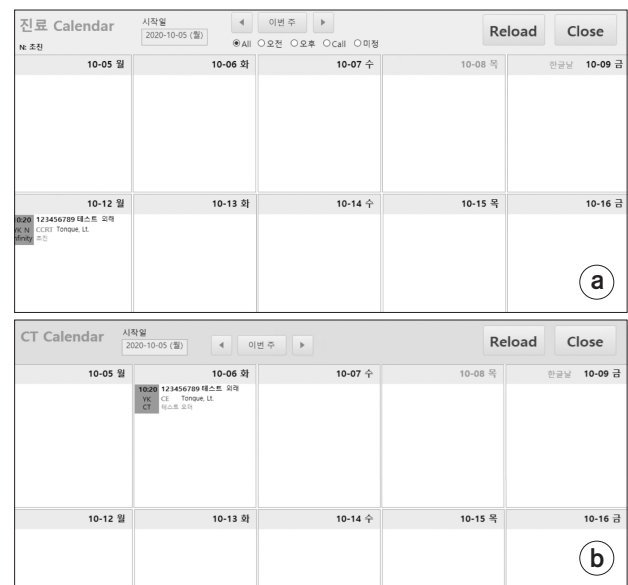 진료 Calendar
시작일
2020-10-05 (월)
◀ 이번 주 ▶
Reload Close
N: 초진
All 오전 오후 Call 미정
10-05 월 10-06 화 10-07 수 10-08 목 한글날 10-09 금
10-12 월 10-13 화 10-14 수 10-15 목 10-16 금
0:20 123456789 테스트 외래
YK N CCRT Tongue, Lt.
nfinity 초진
a
CT Calendar
시작일
2020-10-05 (월)
◀ 이번 주 ▶
Reload Close
10-05 월 10-06 화 10-07 수 10-08 목 한글날 10-09 금
10:20 123456789 테스트 외래
YK CE Tongue, Lt.
CT 테스트
10-12 월 10-13 화 10-14 수 10-15 목 10-16 금
b